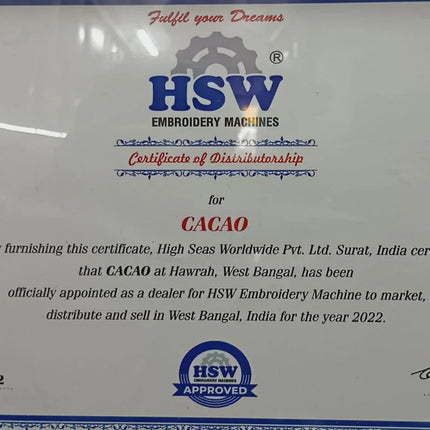 Fulfil your Dreams
®
HSW
EMBROIDERY MACHINES
Certificate of Distributorship
for
CACAO
furnishing this certificate, High Seas Worldwide Pvt. Ltd. Surat, India
that CACAO at Hawrah, West Bangal, has been
officially appointed as a dealer for HSW Embroidery Machine to market,
distribute and sell in West Bangal, India for the year 2022.
HSW
EMBROIDERY MACHINES
APPROVED